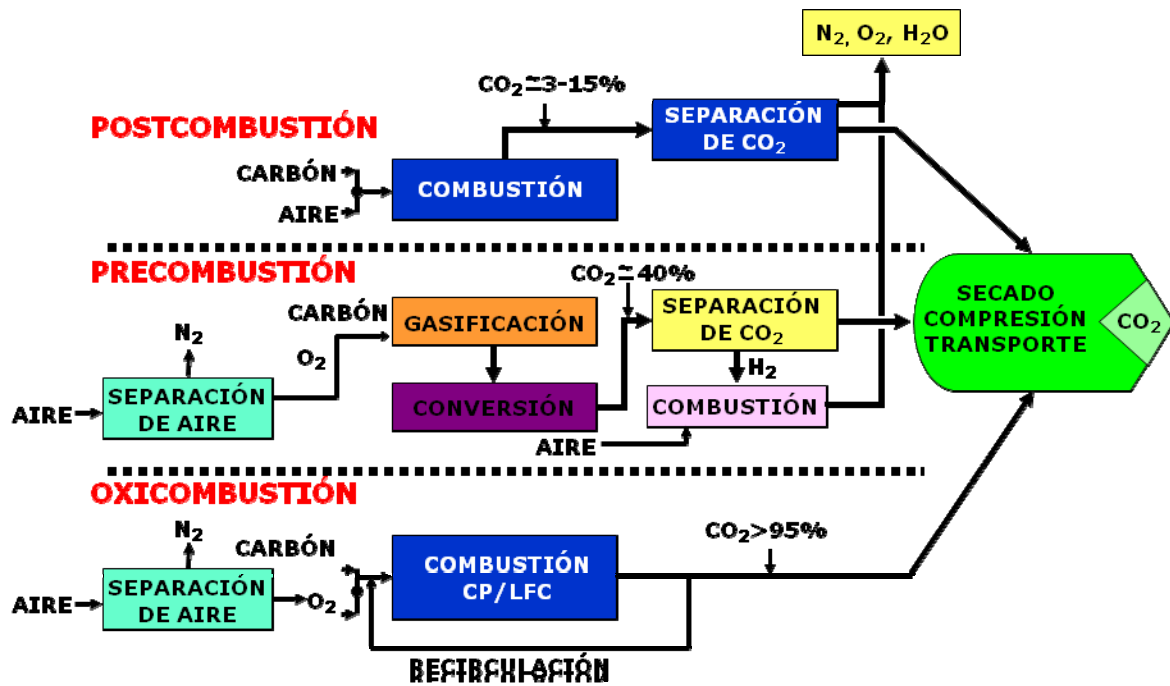 N₂, O₂, H₂O
CO₂≅3-15%
POSTCOMBUSTIÓN
SEPARACIÓN
DE CO₂
CARBÓN
COMBUSTIÓN
AIRE
PRECOMBUSTIÓN
CO₂≅40%
CARBÓN
GASIFICACIÓN
SEPARACIÓN
DE CO₂
SECADO
COMPRESIÓN
TRANSPORTE
CO₂
N₂
O₂
H₂
SEPARACIÓN
DE AIRE
AIRE
CONVERSIÓN
COMBUSTIÓN
AIRE
OXICOMBUSTIÓN
N₂
CO₂>95%
CARBÓN
COMBUSTIÓN
CP/LFC
SEPARACIÓN
DE AIRE
AIRE
O₂
RECIRCULACIÓN